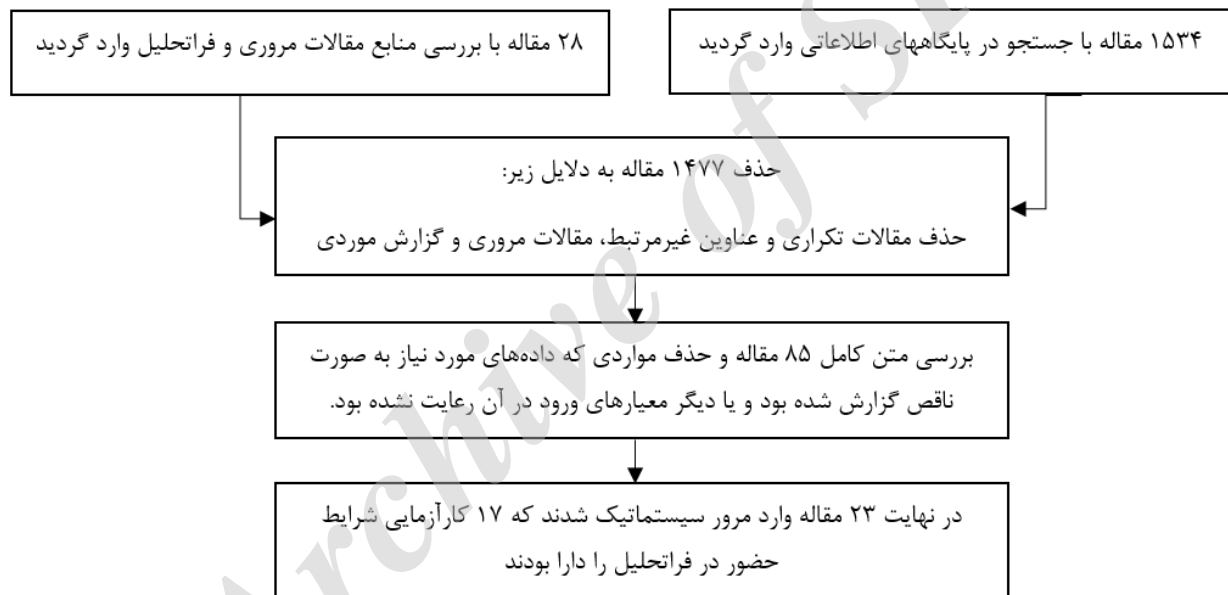 ۱۵۳۴ مقاله با جستجو در پایگاههای اطلاعاتی وارد گردید
۲۸ مقاله با بررسی منابع مقالات مروری و فراتحلیل وارد گردید
حذف ۱۴۷۷ مقاله به دلایل زیر:
حذف مقالات تکراری و عناوین غیرمرتبط، مقالات مروری و گزارش موردی
بررسی متن کامل ۸۵ مقاله و حذف مواردی که داده‌های مورد نیاز به صورت
ناقص گزارش شده بود و یا دیگر معیارهای ورود در آن رعایت نشده بود.
در نهایت ۲۳ مقاله وارد مرور سیستماتیک شدند که ۱۷ کارآزمایی شرایط
حضور در فراتحلیل را دارا بودند
Archive of S